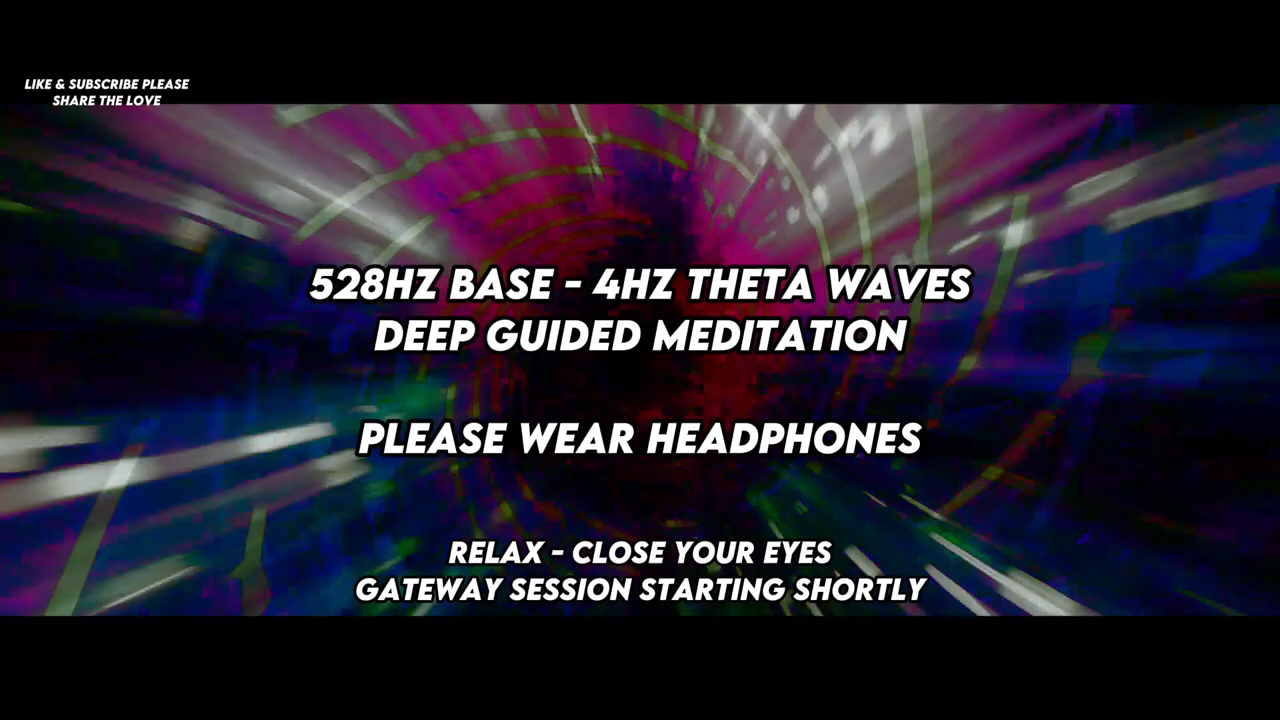 LIKE & SUBSCRIBE PLEASE
SHARE THE LOVE
528HZ BASE - 4HZ THETA WAVES
DEEP GUIDED MEDITATION
PLEASE WEAR HEADPHONES
RELAX - CLOSE YOUR EYES
GATEWAY SESSION STARTING SHORTLY